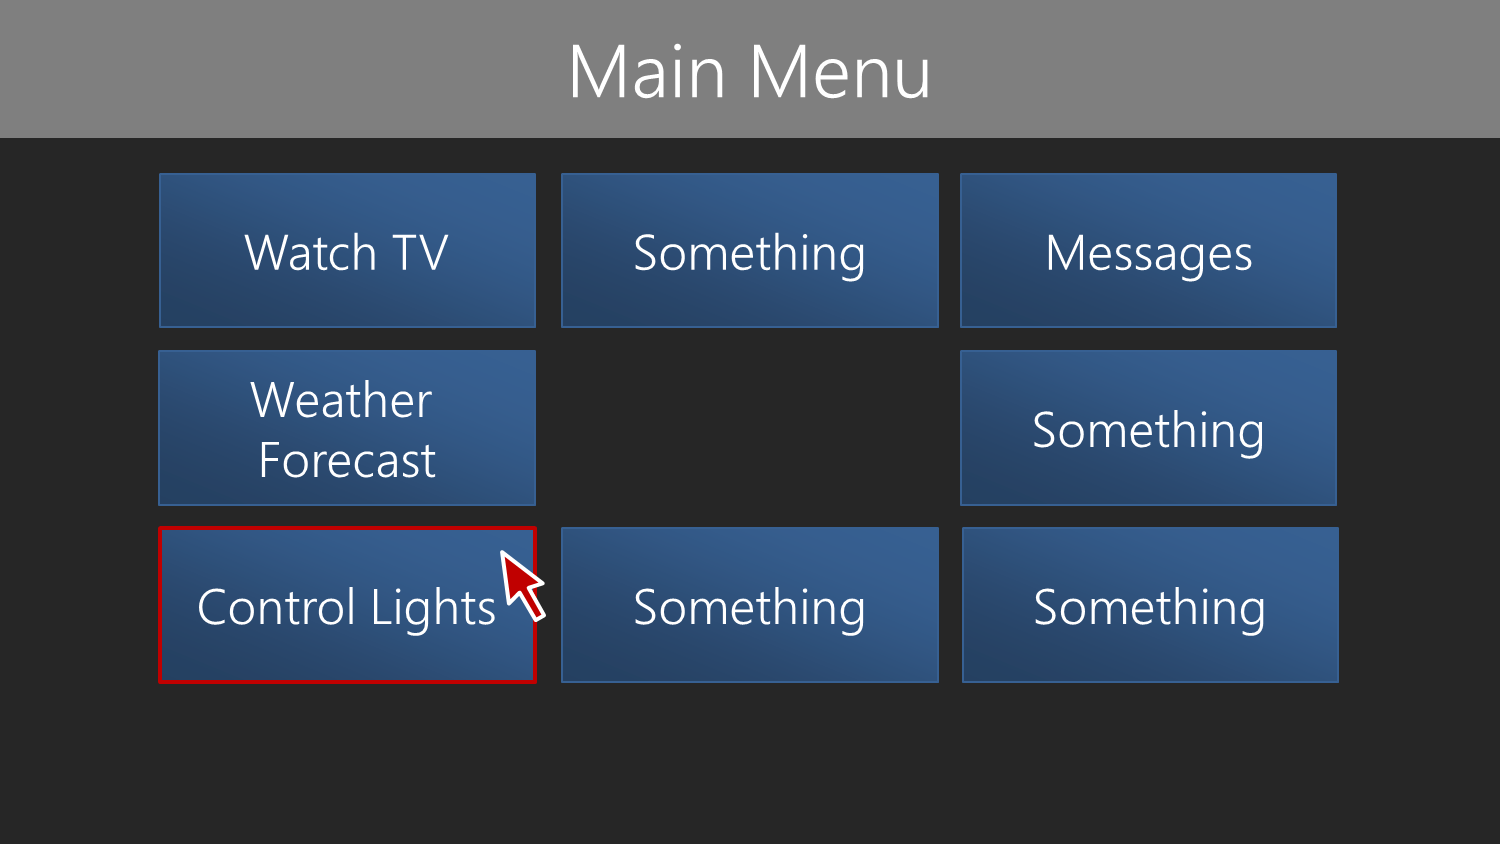 Main Menu
Watch TV
Something
Messages
Weather
Forecast
Something
Control Lights
Something
Something